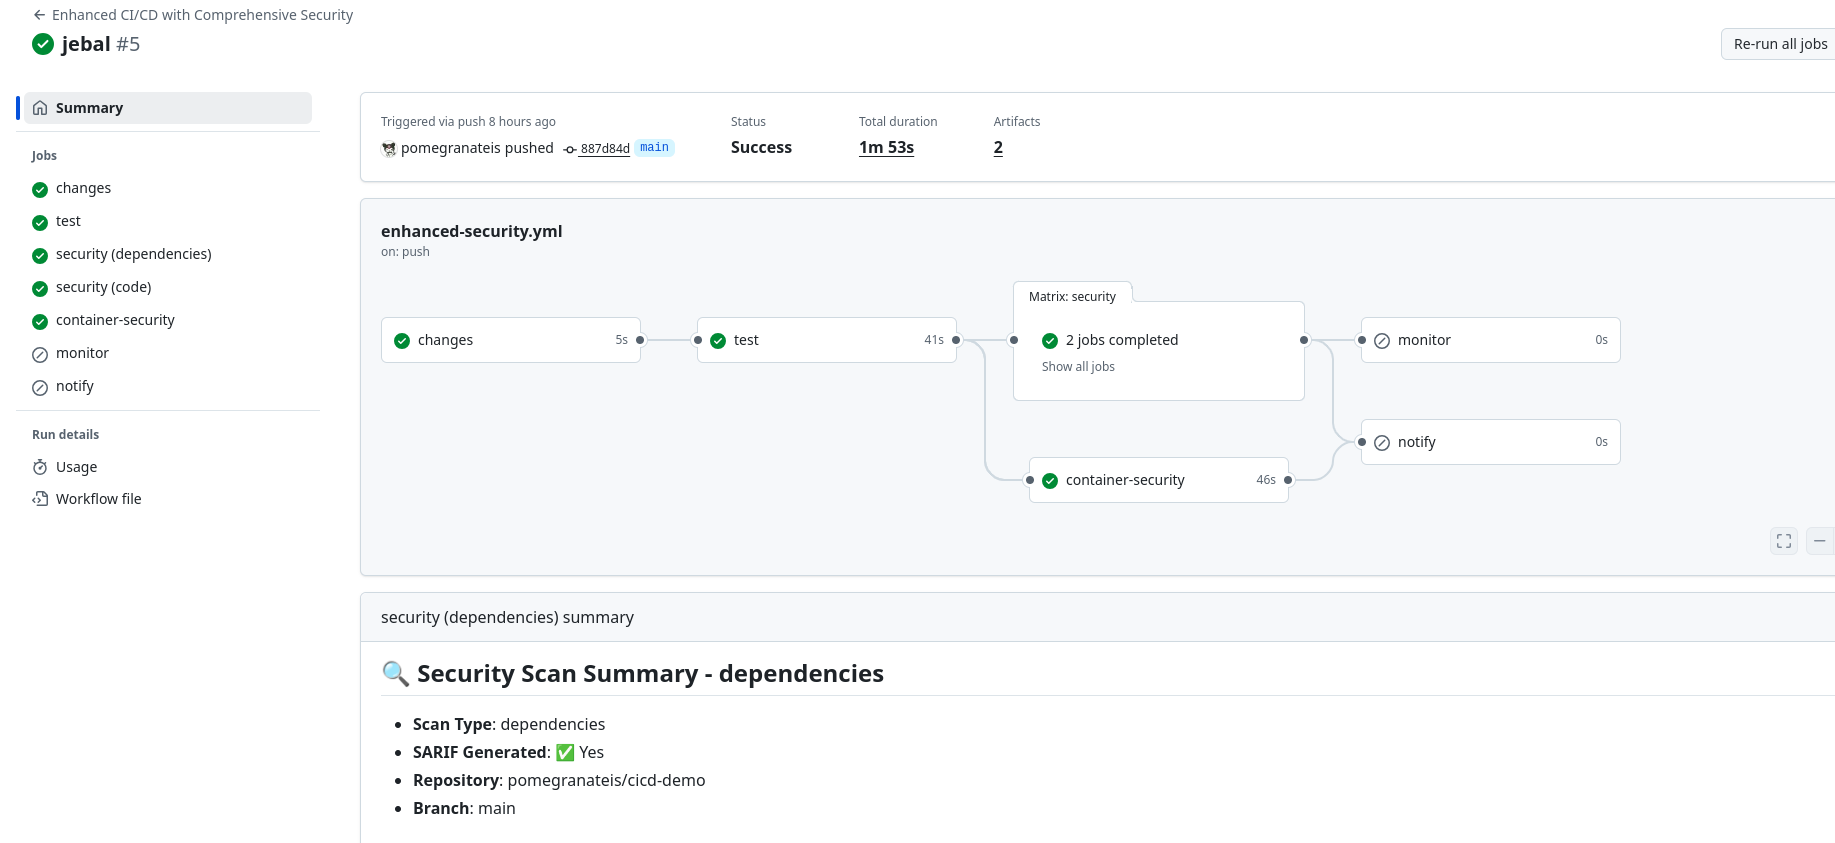 Enhanced CI/CD with Comprehensive Security
jebal #5
Re-run all jobs
Summary
Jobs
changes
test
security (dependencies)
security (code)
container-security
monitor
notify
Run details
Usage
Workflow file
Triggered via push 8 hours ago
pomegranateis pushed 887d84d main
Status
Success
Total duration
1m 53s
Artifacts
2
enhanced-security.yml
on: push
changes 5s
test 41s
Matrix: security
2 jobs completed
Show all jobs
container-security 46s
monitor 0s
notify 0s
security (dependencies) summary
🔍 Security Scan Summary - dependencies
• Scan Type: dependencies
• SARIF Generated: ✅ Yes
• Repository: pomegranateis/cicd-demo
• Branch: main